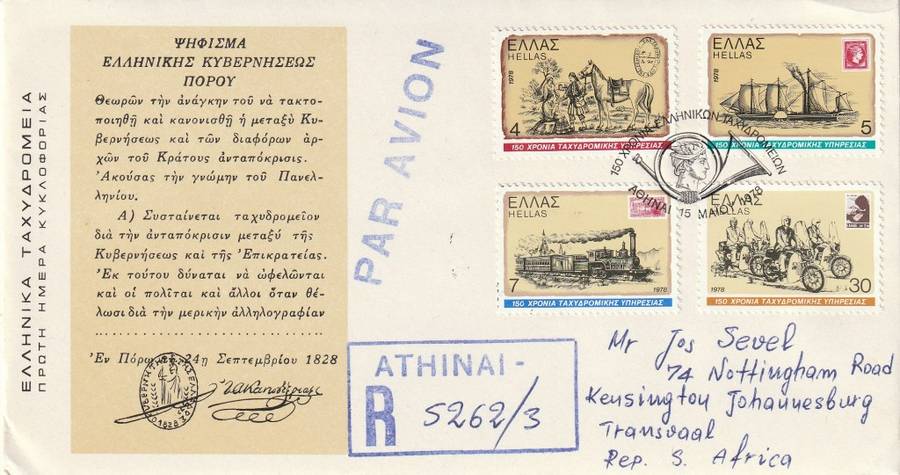 ΕΛΛΗΝΙΚΑ ΤΑΧΥΔΡΟΜΕΙΑ
ΠΡΩΤΗ ΗΜΕΡΑ ΚΥΚΛΟΦΟΡΙΑΣ
ΨΗΦΙΣΜΑ
ΕΛΛΗΝΙΚΗΣ ΚΥΒΕΡΝΗΣΕΩΣ
ΠΟΡΟΥ
Θεωρῶν τὴν ἀνάγκην τοῦ νὰ τακτο-
ποιηθῇ καὶ κανονισθῇ ἡ μεταξὺ Κυ-
βερνήσεως καὶ τῶν διαφόρων ἀρ-
χῶν τοῦ Κράτους ἀνταπόκρισις.
Ἀκούσας τὴν γνώμην τοῦ Πανελ-
ληνίου.
Α) Συσταίνεται ταχυδρομεῖον
διὰ τὴν ἀνταπόκρισιν μεταξὺ τῆς
Κυβερνήσεως καὶ τῆς Ἐπικρατείας.
Ἐκ τούτου δύναται νὰ ὠφελῶνται
καὶ οἱ πολῖται καὶ ἄλλοι ὅταν θέ-
λωσι διὰ τὴν μερικὴν ἀλληλογραφίαν
Ἐν Πόρῳ τῇ 24ῃ Σεπτεμβρίου 1828
1828
PAR AVION
ΕΛΛΑΣ
HELLAS
1978
4
150 ΧΡΟΝΙΑ ΤΑΧΥΔΡΟΜΙΚΗΣ ΥΠΗΡΕΣΙΑΣ
ΕΛΛΑΣ
HELLAS
1978
5
150 ΧΡΟΝΙΑ ΤΑΧΥΔΡΟΜΙΚΗΣ ΥΠΗΡΕΣΙΑΣ
150 ΧΡΟΝΙΑ ΕΛΛΗΝΙΚΩΝ ΤΑΧΥΔΡΟΜΕΙΩΝ
ΑΘΗΝΑΙ 15 ΜΑΙΟΥ 1978
ΕΛΛΑΣ
HELLAS
7
1978
150 ΧΡΟΝΙΑ ΤΑΧΥΔΡΟΜΙΚΗΣ ΥΠΗΡΕΣΙΑΣ
ΕΛΛΑΣ
HELLAS
1978
30
150 ΧΡΟΝΙΑ ΤΑΧΥΔΡΟΜΙΚΗΣ ΥΠΗΡΕΣΙΑΣ
ATHINAI-
R 5262/3
Mr Jos Sevel
74 Nottingham Road
Kensington Johannesburg
Transvaal
Rep. S. Africa